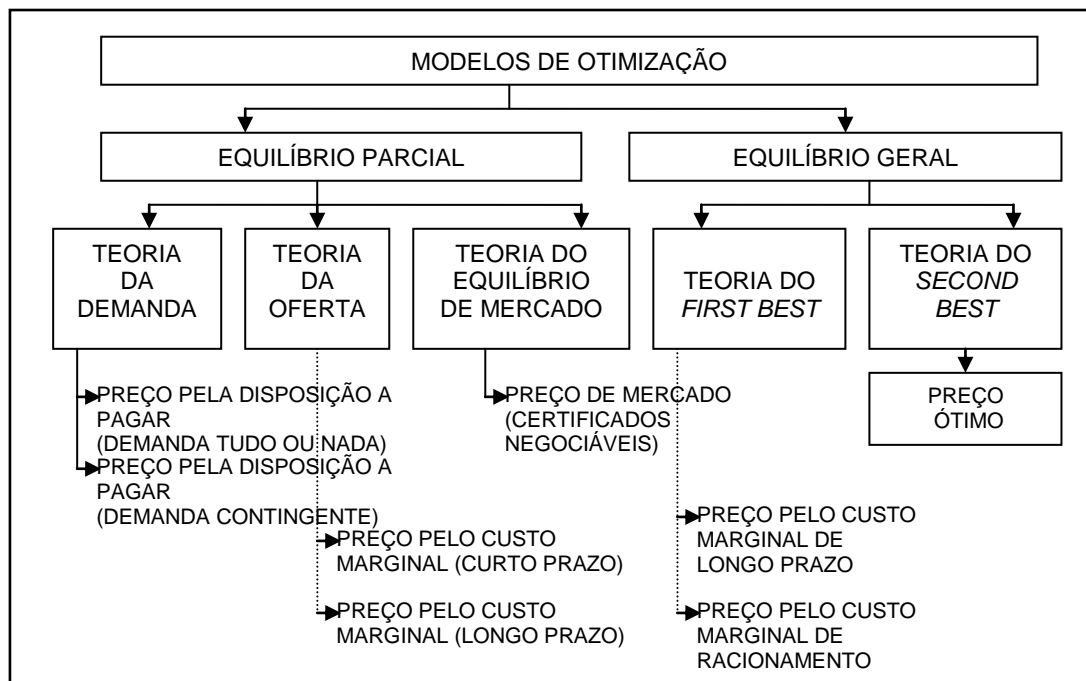 MODELOS DE OTIMIZAÇÃO
EQUILÍBRIO PARCIAL
EQUILÍBRIO GERAL
TEORIA
DA
DEMANDA
TEORIA
DA
OFERTA
TEORIA DO
EQUILÍBRIO
DE MERCADO
TEORIA DO
FIRST BEST
TEORIA DO
SECOND
BEST
PREÇO PELA DISPOSIÇÃO A
PAGAR
(DEMANDA TUDO OU NADA)
PREÇO PELA DISPOSIÇÃO A
PAGAR
(DEMANDA CONTINGENTE)
PREÇO DE MERCADO
(CERTIFICADOS
NEGOCIÁVEIS)
PREÇO
ÓTIMO
PREÇO PELO CUSTO
MARGINAL (CURTO PRAZO)
PREÇO PELO CUSTO
MARGINAL (LONGO PRAZO)
PREÇO PELO CUSTO
MARGINAL DE
LONGO PRAZO
PREÇO PELO CUSTO
MARGINAL DE
RACIONAMENTO